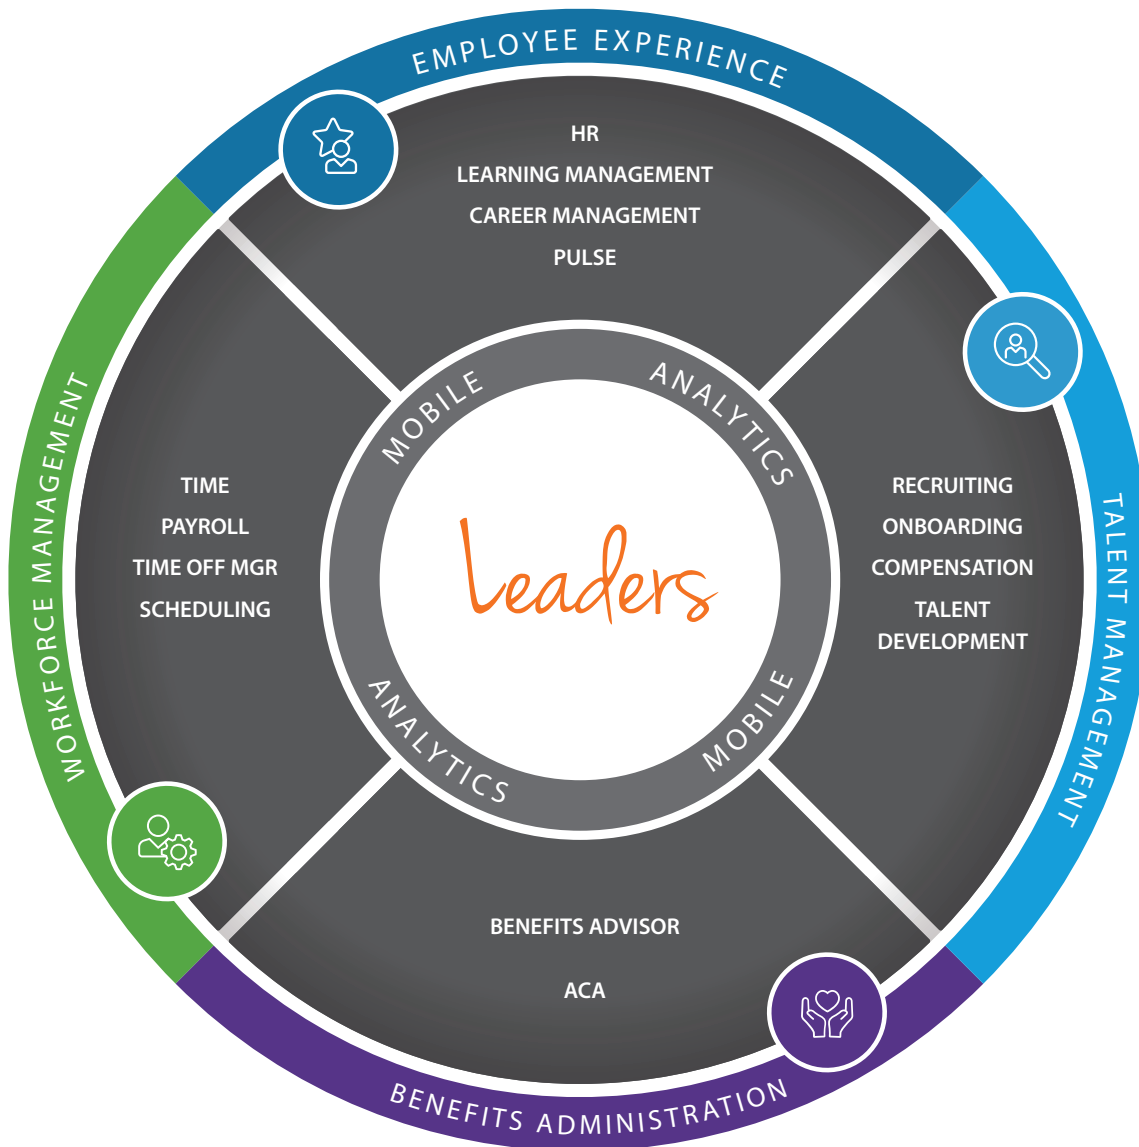 EMPLOYEE EXPERIENCE
HR
LEARNING MANAGEMENT
CAREER MANAGEMENT
PULSE
MOBILE
ANALYTICS
WORKFORCE MANAGEMENT
TIME
PAYROLL
TIME OFF MGR
SCHEDULING
Leaders
RECRUITING
ONBOARDING
COMPENSATION
TALENT
DEVELOPMENT
TALENT MANAGEMENT
ANALYTICS
MOBILE
BENEFITS ADVISOR
ACA
BENEFITS ADMINISTRATION